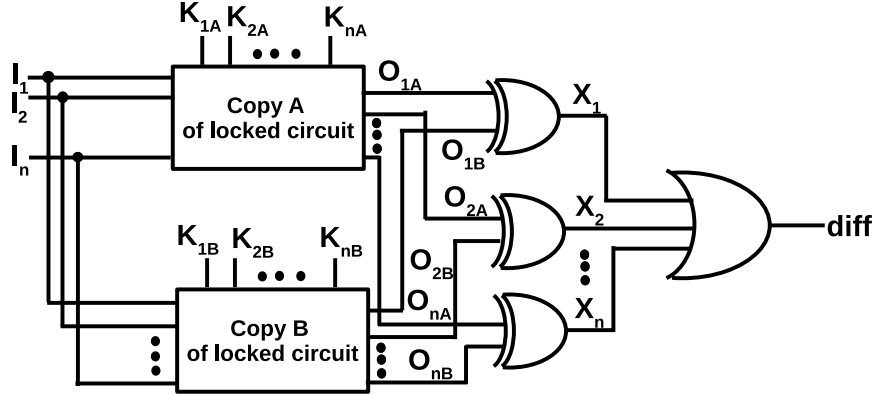 K1A K2A KnA
I1
I2
In
Copy A
of locked circuit
O1A
O1B
X1
O2A
X2
diff
K1B K2B KnB
O2B
OnA
Xn
Copy B
of locked circuit
OnB